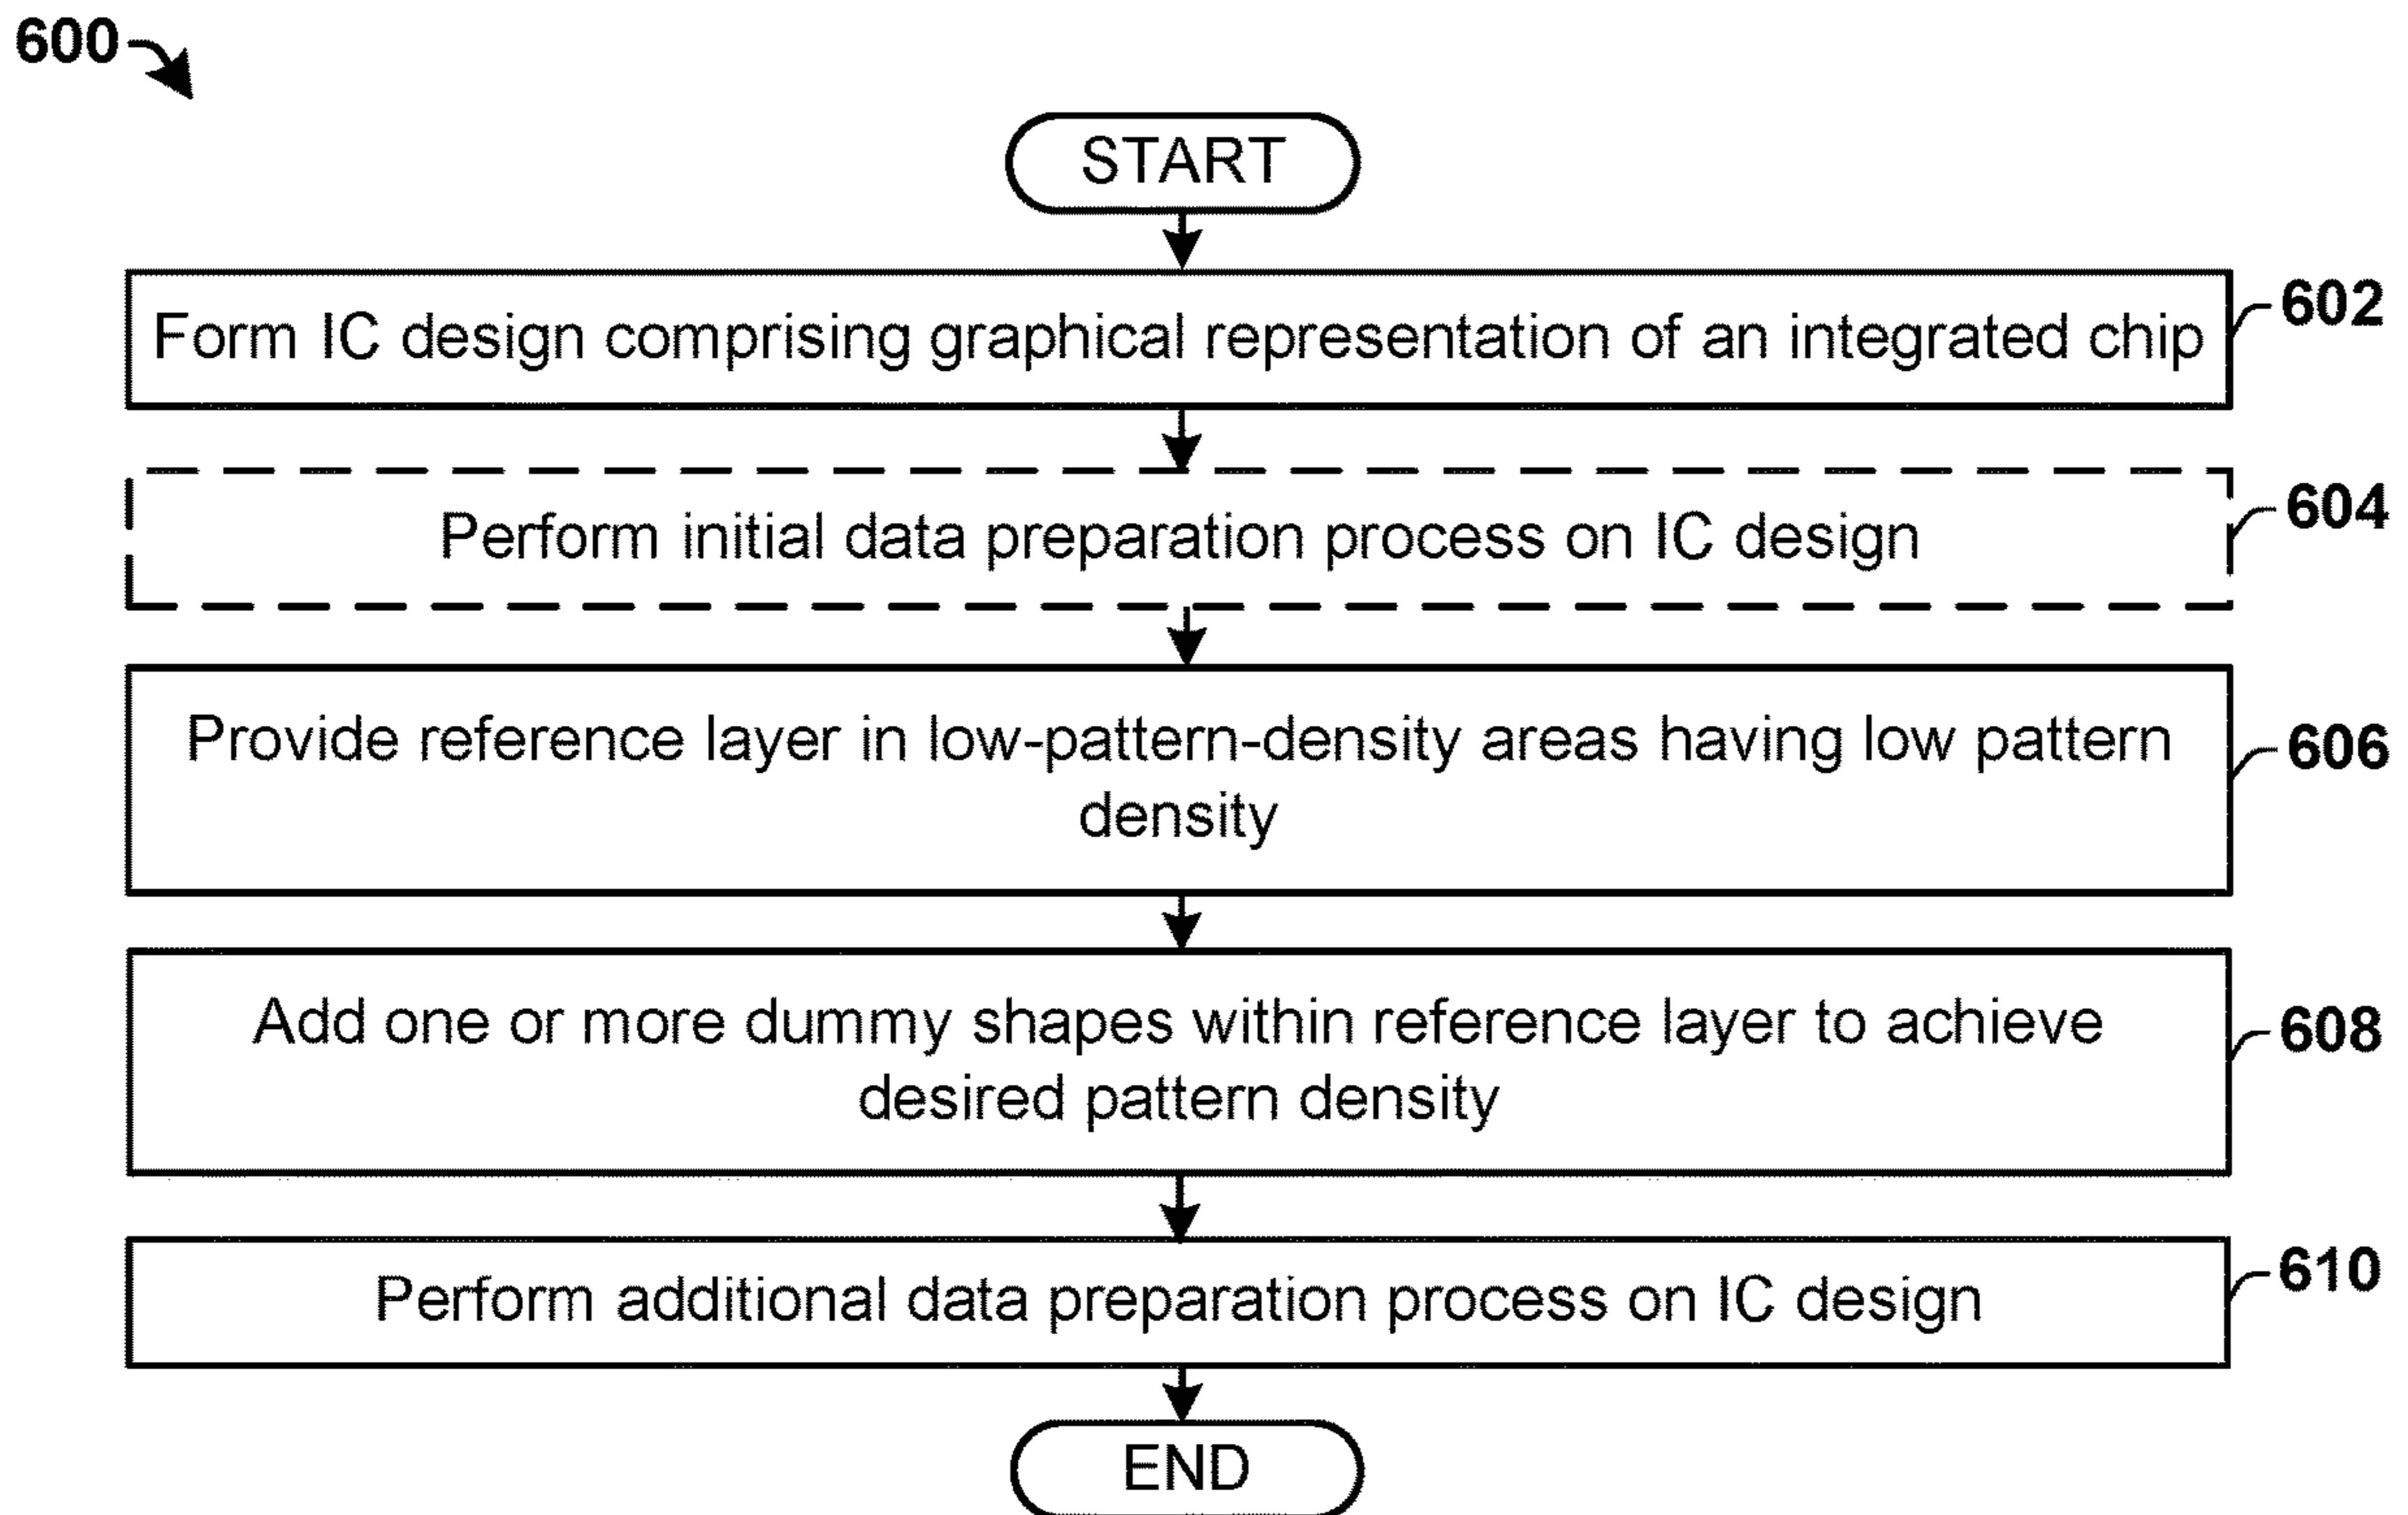 600
START
Form IC design comprising graphical representation of an integrated chip
602
Perform initial data preparation process on IC design
604
Provide reference layer in low-pattern-density areas having low pattern
density
606
Add one or more dummy shapes within reference layer to achieve
desired pattern density
608
Perform additional data preparation process on IC design
610
END